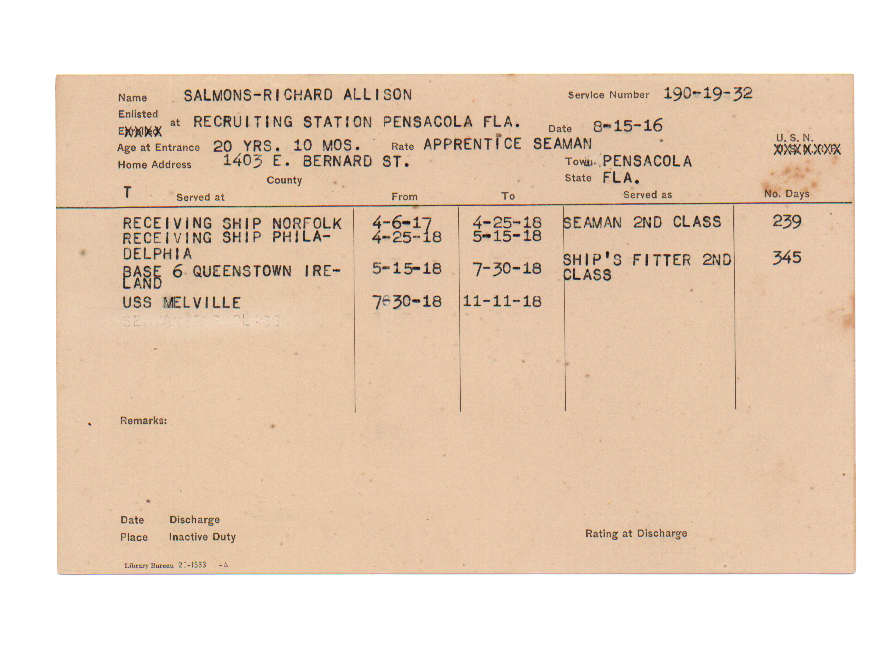 Name SALMONS-RICHARD ALLISON Service Number 190-19-32
Enlisted at RECRUITING STATION PENSACOLA FLA. Date 8-15-16
Age at Entrance 20 YRS. 10 MOS. Rate APPRENTICE SEAMAN U. S. N.
Home Address 1403 E. BERNARD ST. Town PENSACOLA
County State FLA.
T Served at From To Served as No. Days
RECEIVING SHIP NORFOLK 4-6-17 4-25-18 SEAMAN 2ND CLASS 239
RECEIVING SHIP PHILA- 4-25-18 5-15-18
DELPHIA SHIP'S FITTER 2ND 345
BASE 6 QUEENSTOWN IRE- 5-15-18 7-30-18 CLASS
LAND
USS MELVILLE 7-30-18 11-11-18
Remarks:
Date Discharge
Place Inactive Duty Rating at Discharge
Library Bureau